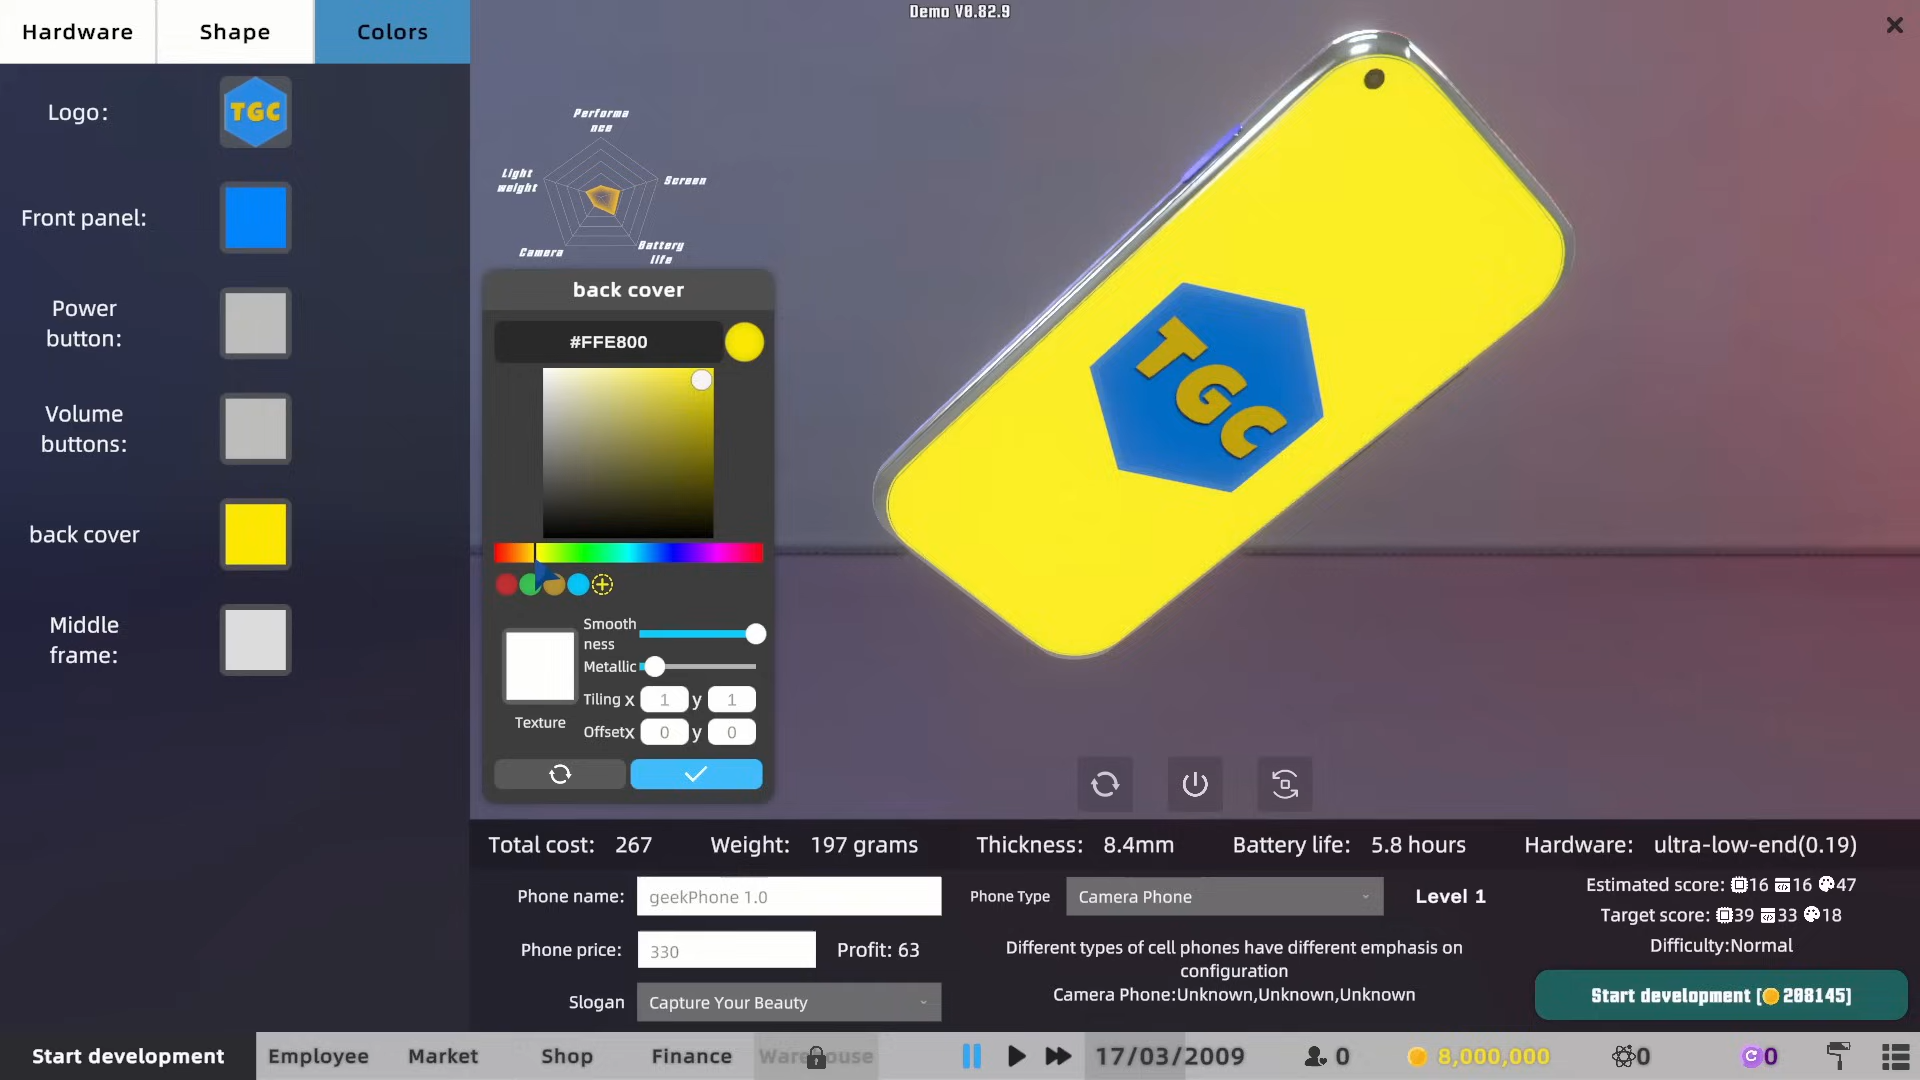 Demo V0.82.9
Hardware
Shape
Colors
Logo:
TGC
Front panel:
Power
button:
Volume
buttons:
back cover
Middle
frame:
Performa
nce
Light
weight
Screen
Camera
Battery
life
back cover
#FFE800
Smooth
ness
Metallic
Tiling x 1 y 1
Offsetx 0 y 0
Texture
TGC
Total cost: 267
Weight: 197 grams
Thickness: 8.4mm
Battery life: 5.8 hours
Hardware: ultra-low-end(0.19)
Phone name: geekPhone 1.0
Phone Type Camera Phone
Level 1
Phone price: 330
Profit: 63
Slogan Capture Your Beauty
Different types of cell phones have different emphasis on
configuration
Camera Phone:Unknown,Unknown,Unknown
Estimated score: 16 16 47
Target score: 39 33 18
Difficulty:Normal
Start development [208145]
Start development
Employee
Market
Shop
Finance
Warehouse
17/03/2009
0
8,000,000
0
0